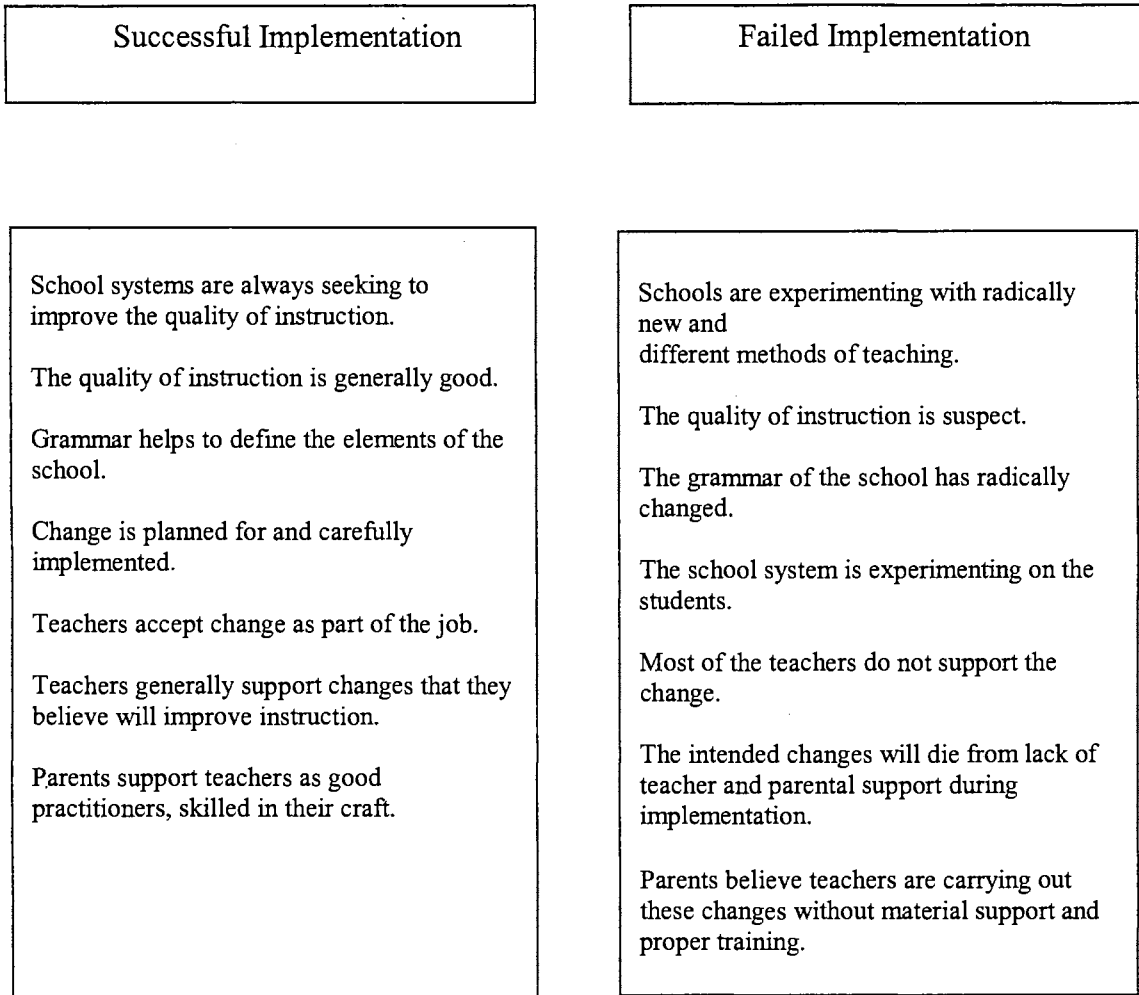 Successful Implementation
Failed Implementation
School systems are always seeking to
improve the quality of instruction.
The quality of instruction is generally good.
Grammar helps to define the elements of the
school.
Change is planned for and carefully
implemented.
Teachers accept change as part of the job.
Teachers generally support changes that they
believe will improve instruction.
Parents support teachers as good
practitioners, skilled in their craft.
Schools are experimenting with radically
new and
different methods of teaching.
The quality of instruction is suspect.
The grammar of the school has radically
changed.
The school system is experimenting on the
students.
Most of the teachers do not support the
change.
The intended changes will die from lack of
teacher and parental support during
implementation.
Parents believe teachers are carrying out
these changes without material support and
proper training.